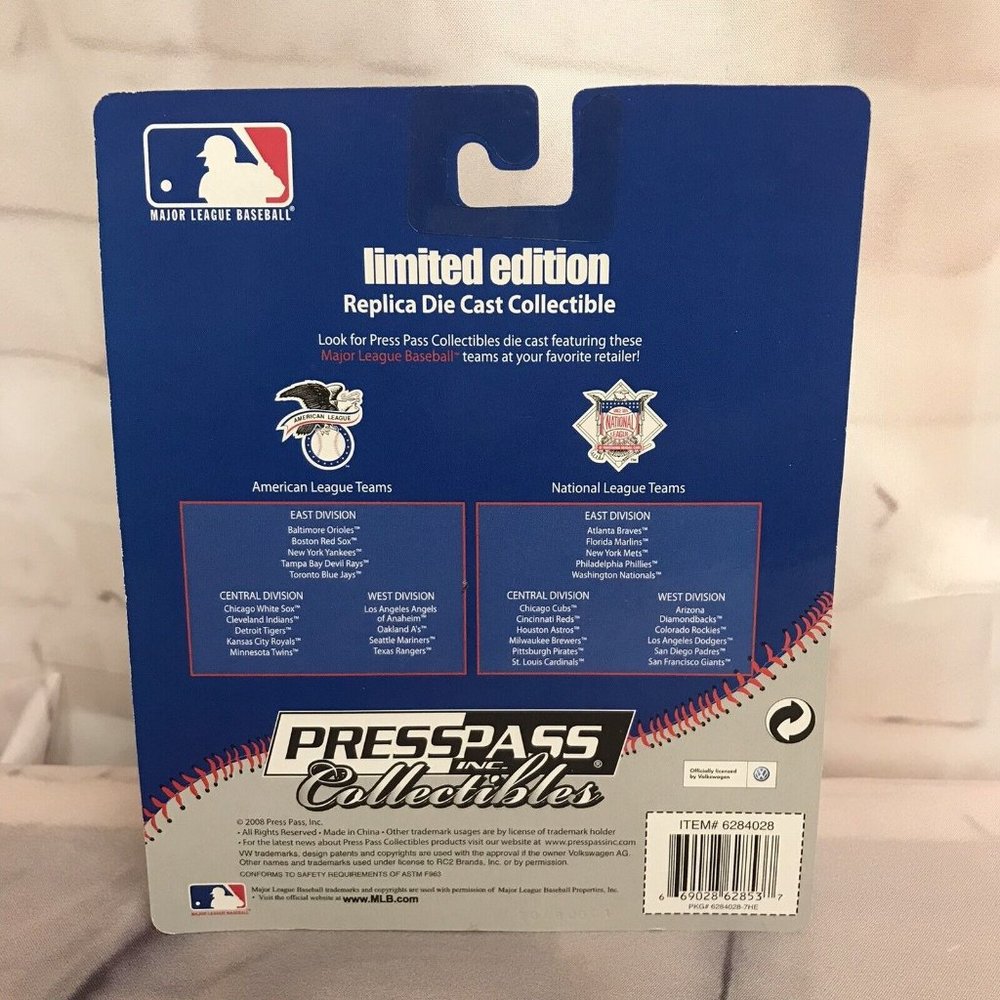 MAJOR LEAGUE BASEBALL®
limited edition
Replica Die Cast Collectible
Look for Press Pass Collectibles die cast featuring these
Major League Baseball™ teams at your favorite retailer!
AMERICAN LEAGUE
American League Teams
EAST DIVISION
Baltimore Orioles™
Boston Red Sox™
New York Yankees™
Tampa Bay Devil Rays™
Toronto Blue Jays™
CENTRAL DIVISION
Chicago White Sox™
Cleveland Indians™
Detroit Tigers™
Kansas City Royals™
Minnesota Twins™
WEST DIVISION
Los Angeles Angels
of Anaheim™
Oakland A's™
Seattle Mariners™
Texas Rangers™
NATIONAL
LEAGUE
National League Teams
EAST DIVISION
Atlanta Braves™
Florida Marlins™
New York Mets™
Philadelphia Phillies™
Washington Nationals™
CENTRAL DIVISION
Chicago Cubs™
Cincinnati Reds™
Houston Astros™
Milwaukee Brewers™
Pittsburgh Pirates™
St. Louis Cardinals™
WEST DIVISION
Arizona
Diamondbacks™
Colorado Rockies™
Los Angeles Dodgers™
San Diego Padres™
San Francisco Giants™
PRESSPASS
INC. ®
Collectibles
Officially licensed
by Volkswagen
© 2008 Press Pass, Inc.
• All Rights Reserved • Made in China • Other trademark usages are by license of trademark holder
• For the latest news about Press Pass Collectibles products visit our website at www.presspassinc.com
VW trademarks, design patents and copyrights are used with the approval if the owner Volkswagen AG.
Other names and trademarks used under license to RC2 Brands, Inc. or by permission.
CONFORMS TO SAFETY REQUIREMENTS OF ASTM F963
MAJOR LEAGUE BASEBALL
Major League Baseball trademarks and copyrights are used with permission of Major League Baseball Properties, Inc.
• Visit the official website at www.MLB.com
ITEM# 6284028
6 69028 62853 7
PKG# 6284028-7HE